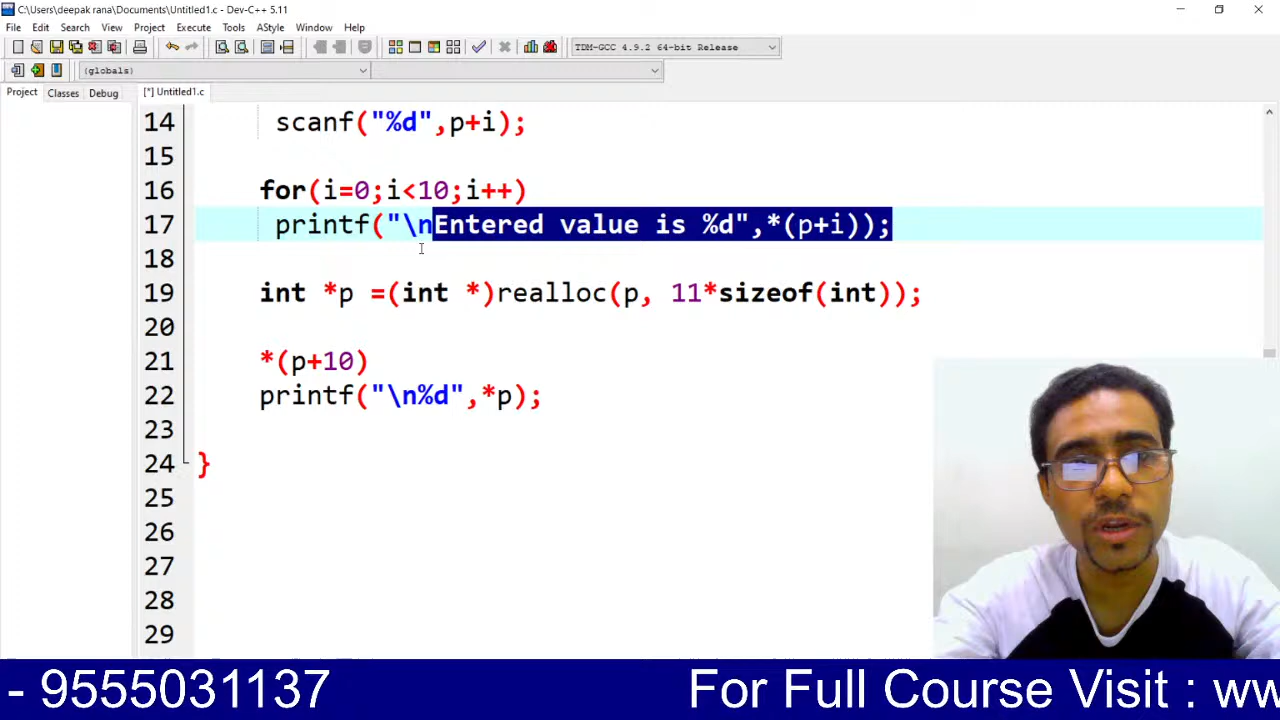 C:\Users\deepak rana\Documents\Untitled1.c - Dev-C++ 5.11
File Edit Search View Project Execute Tools AStyle Window Help
TDM-GCC 4.9.2 64-bit Release
(globals)
Project Classes Debug [*] Untitled1.c
14 scanf("%d",p+i);
15
16 for(i=0;i<10;i++)
17 printf("\nEntered value is %d",*(p+i));
18
19 int *p =(int *)realloc(p, 11*sizeof(int));
20
21 *(p+10)
22 printf("\n%d",*p);
23
24 }
25
26
27
28
29
- 9555031137 For Full Course Visit : ww